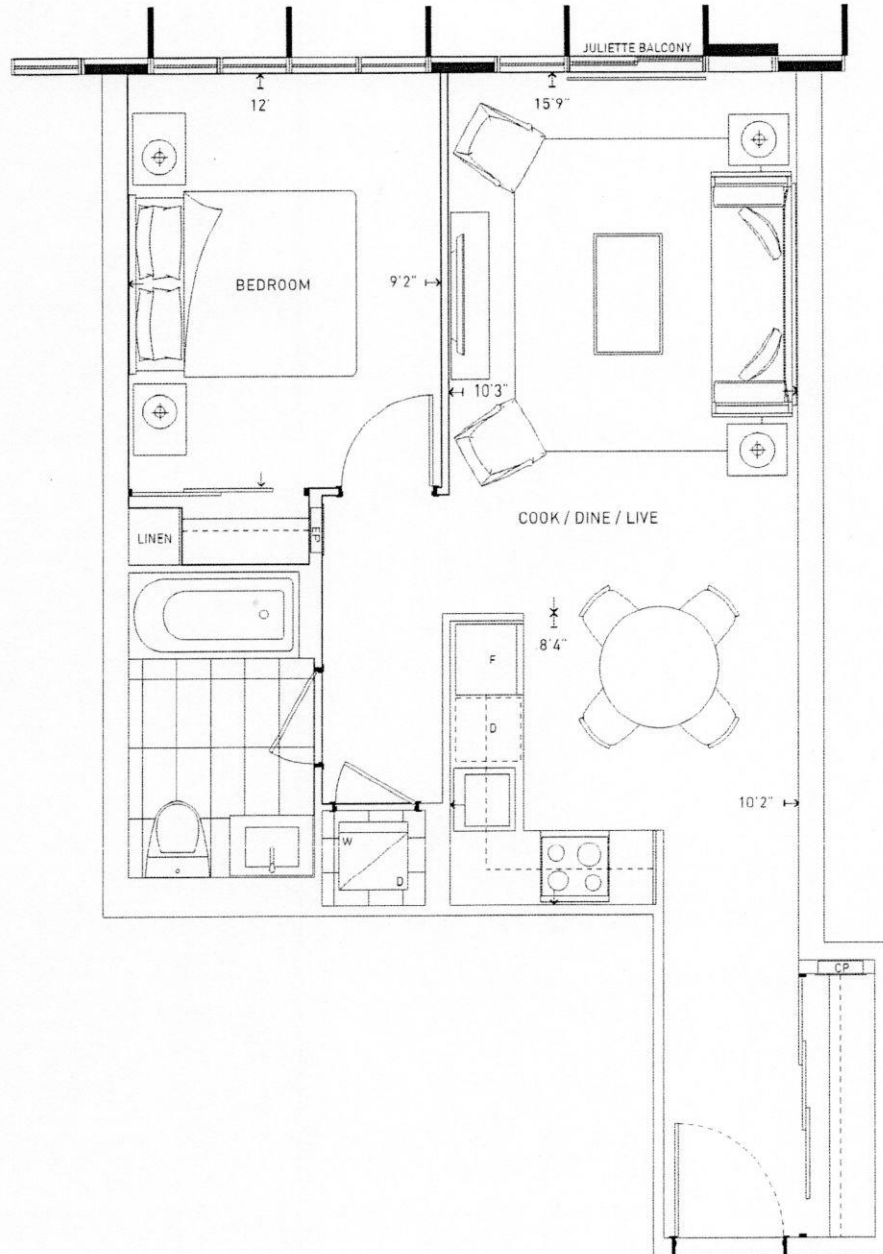 JULIETTE BALCONY
12'
15'9"
BEDROOM
9'2"
10'3"
COOK / DINE / LIVE
LINEN
EP
8'4"
F
D
10'2"
W
D
CP